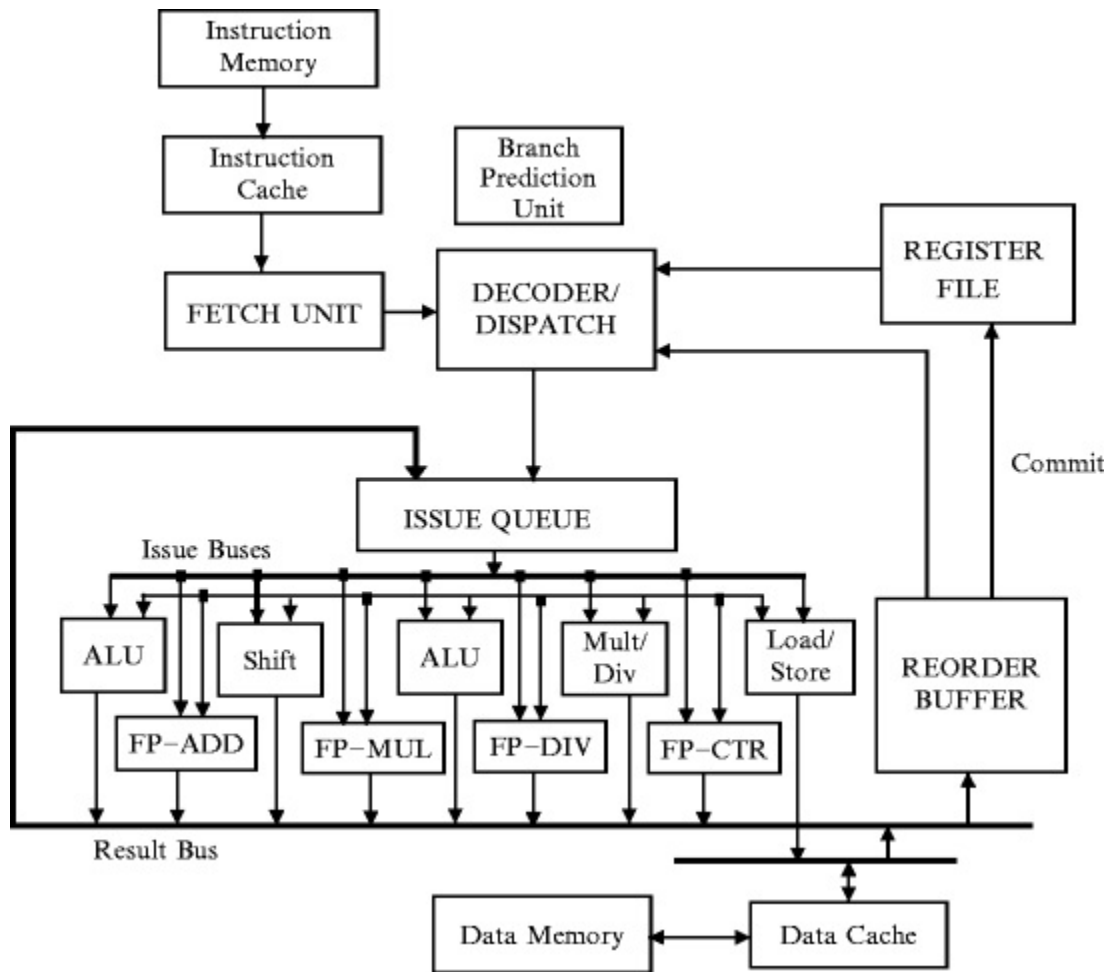 Instruction
Memory
Instruction
Cache
Branch
Prediction
Unit
FETCH UNIT
DECODER/
DISPATCH
REGISTER
FILE
Commit
ISSUE QUEUE
Issue Buses
ALU
Shift
ALU
Mult/
Div
Load/
Store
REORDER
BUFFER
FP-ADD
FP-MUL
FP-DIV
FP-CTR
Result Bus
Data Memory
Data Cache